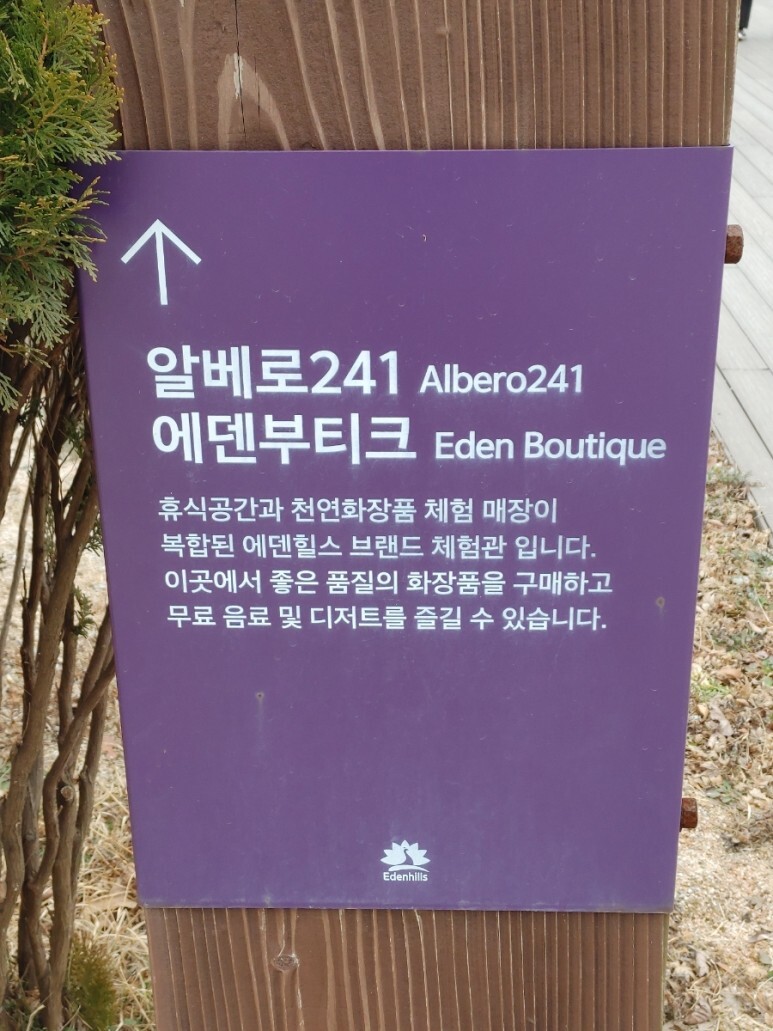 알베로241 Albero241
에덴부티크 Eden Boutique
휴식공간과 천연화장품 체험 매장이
복합된 에덴힐스 브랜드 체험관 입니다.
이곳에서 좋은 품질의 화장품을 구매하고
무료 음료 및 디저트를 즐길 수 있습니다.
Edenhills